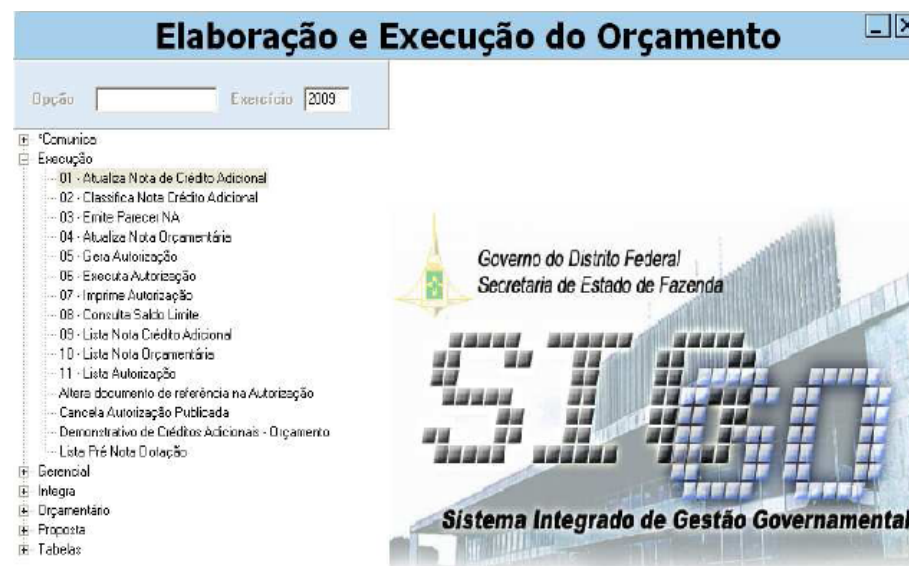 Elaboração e Execução do Orçamento
Opção Exercício 2009
*Comunica
Execução
01 - Atualiza Nota de Crédito Adicional
02 - Classifica Nota Crédito Adicional
03 - Emite Parecer NA
04 - Atualiza Nota Orçamentária
05 - Gera Autorização
06 - Executa Autorização
07 - Imprime Autorização
08 - Consulta Saldo Limite
09 - Lista Nota Crédito Adicional
10 - Lista Nota Orçamentária
11 - Lista Autorização
Altera documento de referência na Autorização
Cancela Autorização Publicada
Demonstrativo de Créditos Adicionais - Orçamento
Lista Pré Nota Dotação
Gerencial
Integra
Orçamentário
Proposta
Tabelas
Governo do Distrito Federal
Secretaria de Estado de Fazenda
SIGGO
Sistema Integrado de Gestão Governamental